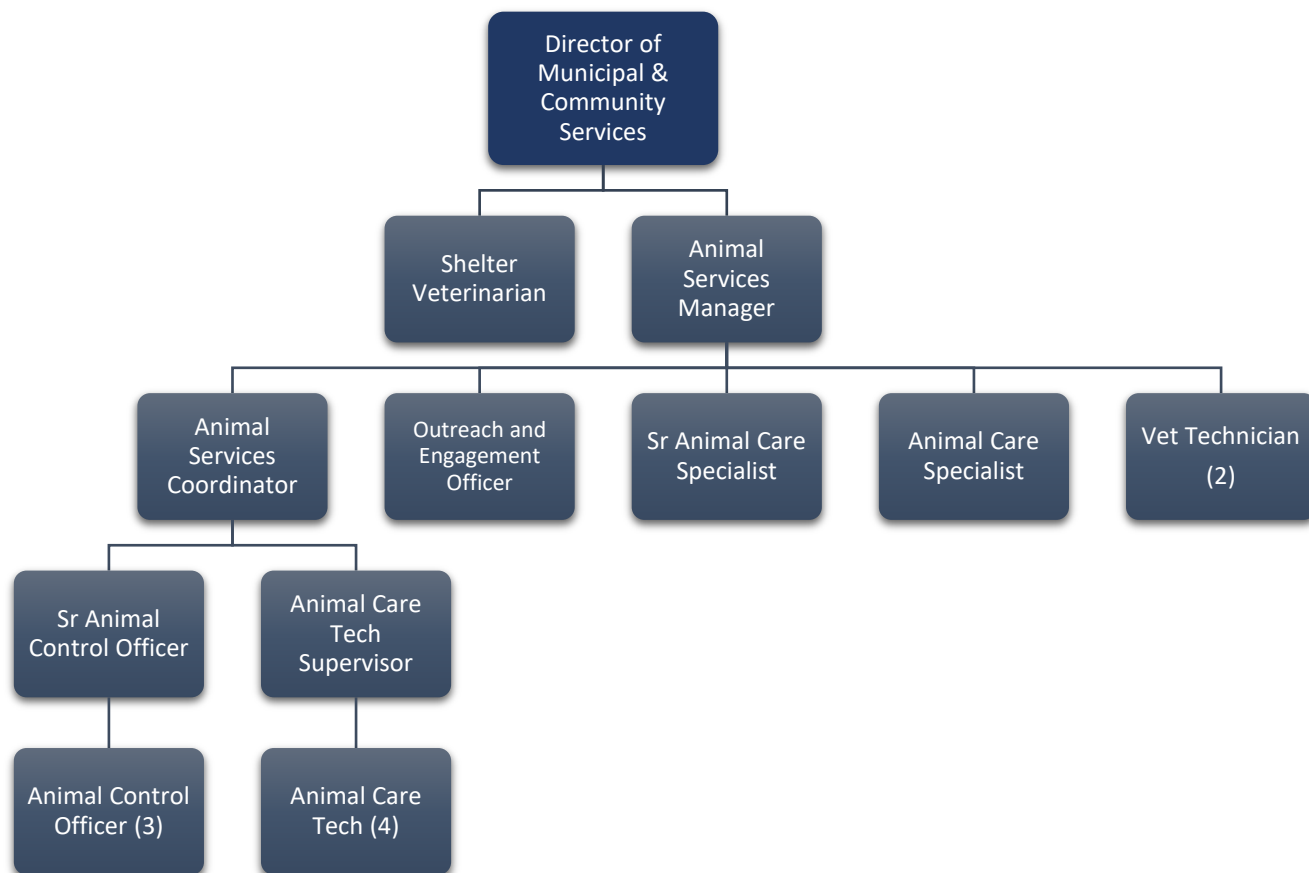 Director of
Municipal &
Community
Services
Shelter
Veterinarian
Animal
Services
Manager
Animal
Services
Coordinator
Outreach and
Engagement
Officer
Sr Animal Care
Specialist
Animal Care
Specialist
Vet Technician
(2)
Sr Animal
Control Officer
Animal Care
Tech
Supervisor
Animal Control
Officer (3)
Animal Care
Tech (4)